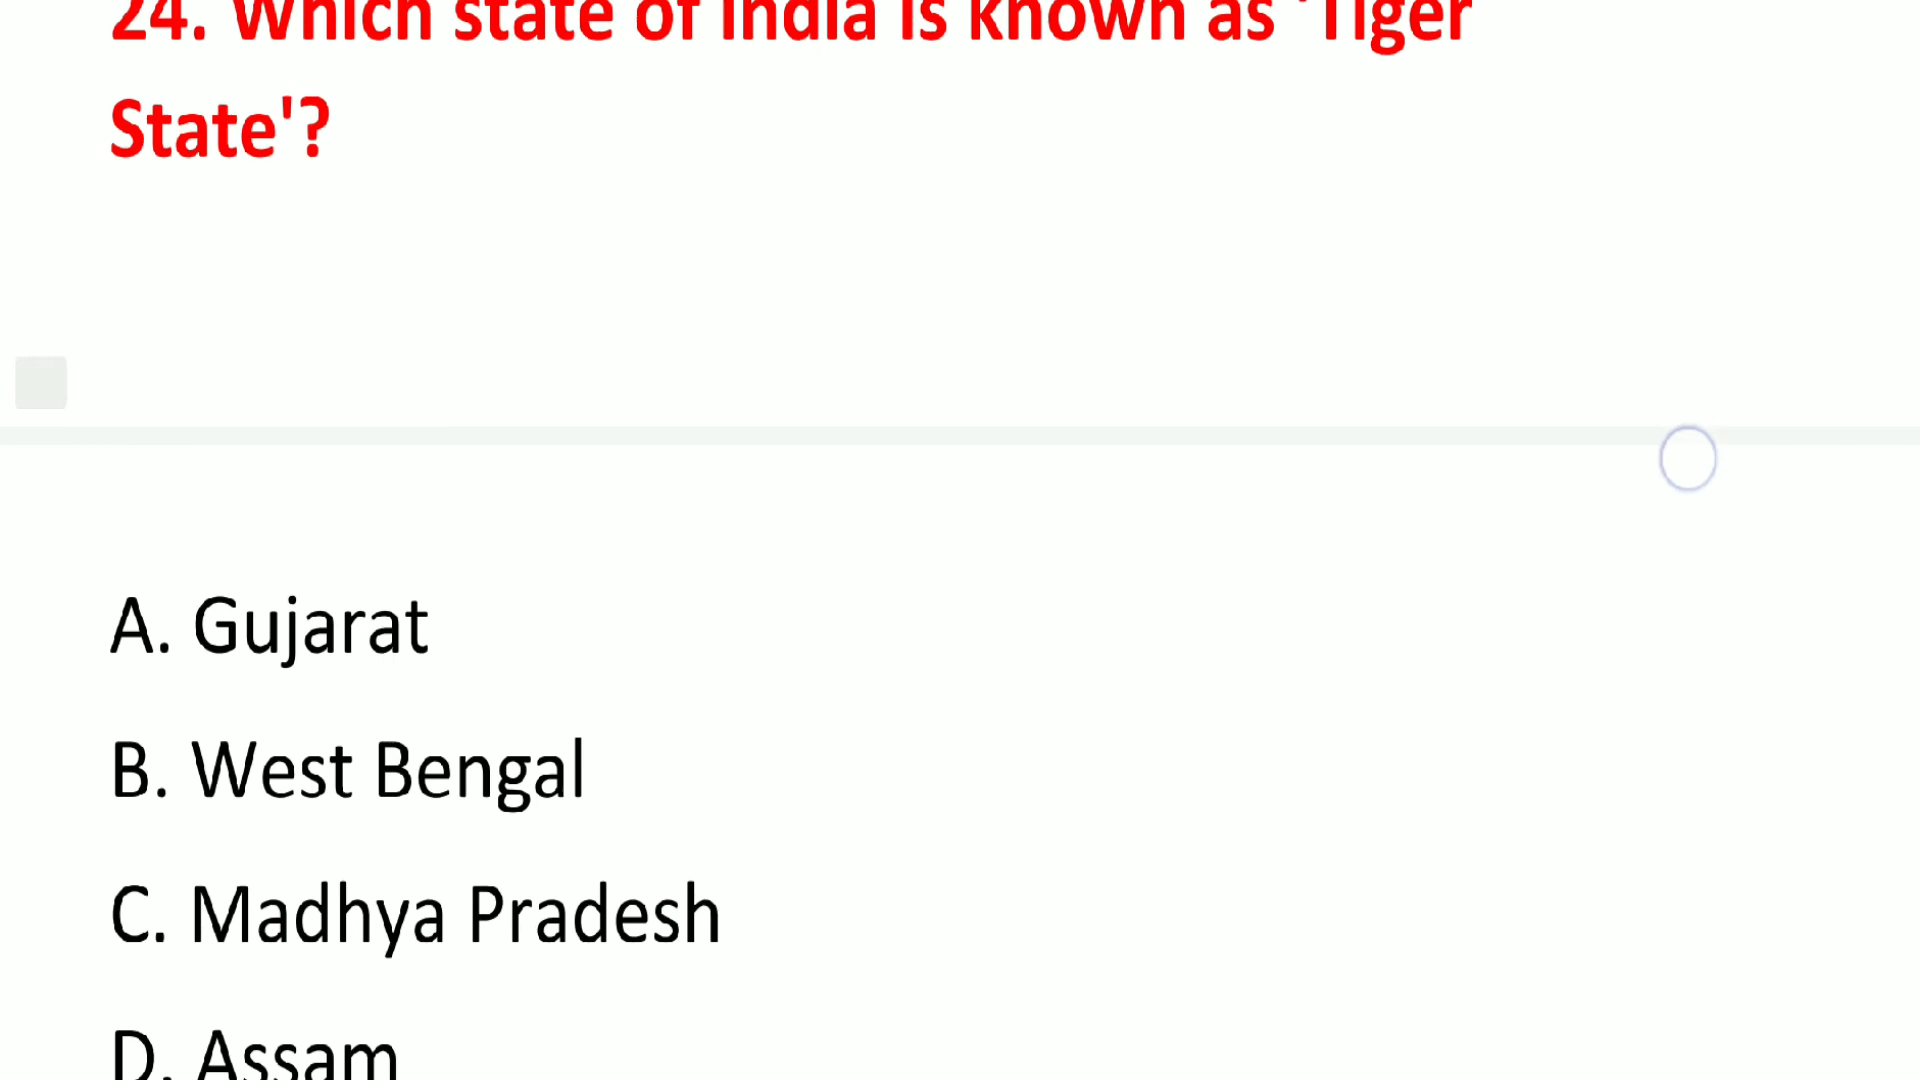 24. Which state of India is known as 'Tiger
State'?
A. Gujarat
B. West Bengal
C. Madhya Pradesh
D. Assam